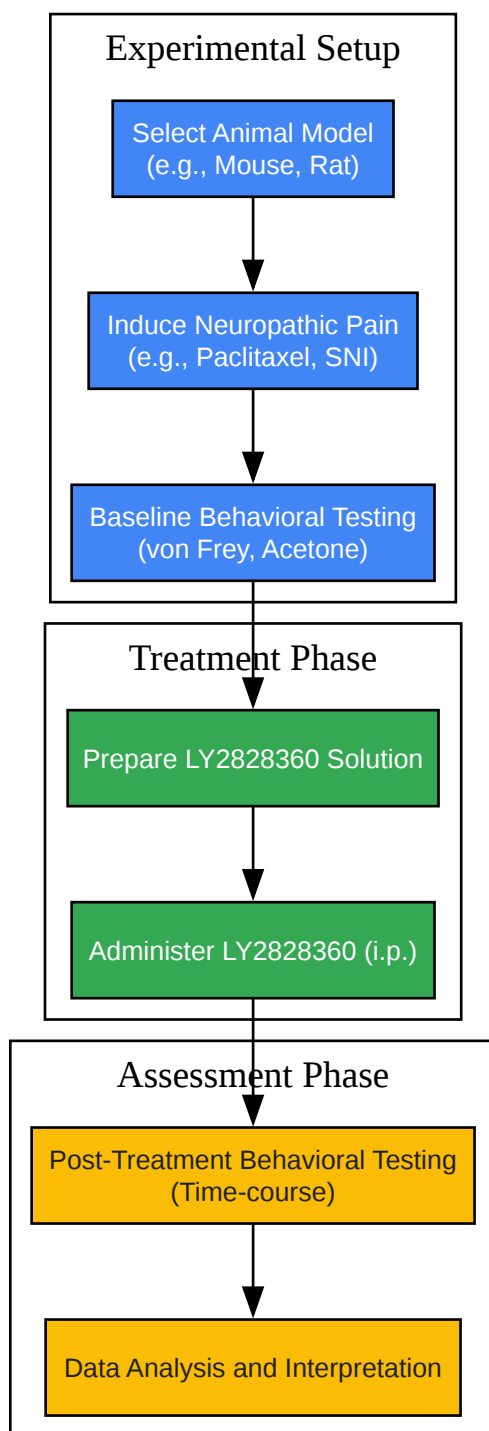 Experimental Setup
Select Animal Model
(e.g., Mouse, Rat)
Induce Neuropathic Pain
(e.g., Paclitaxel, SNI)
Baseline Behavioral Testing
(von Frey, Acetone)
Treatment Phase
Prepare LY2828360 Solution
Administer LY2828360 (i.p.)
Assessment Phase
Post-Treatment Behavioral Testing
(Time-course)
Data Analysis and Interpretation